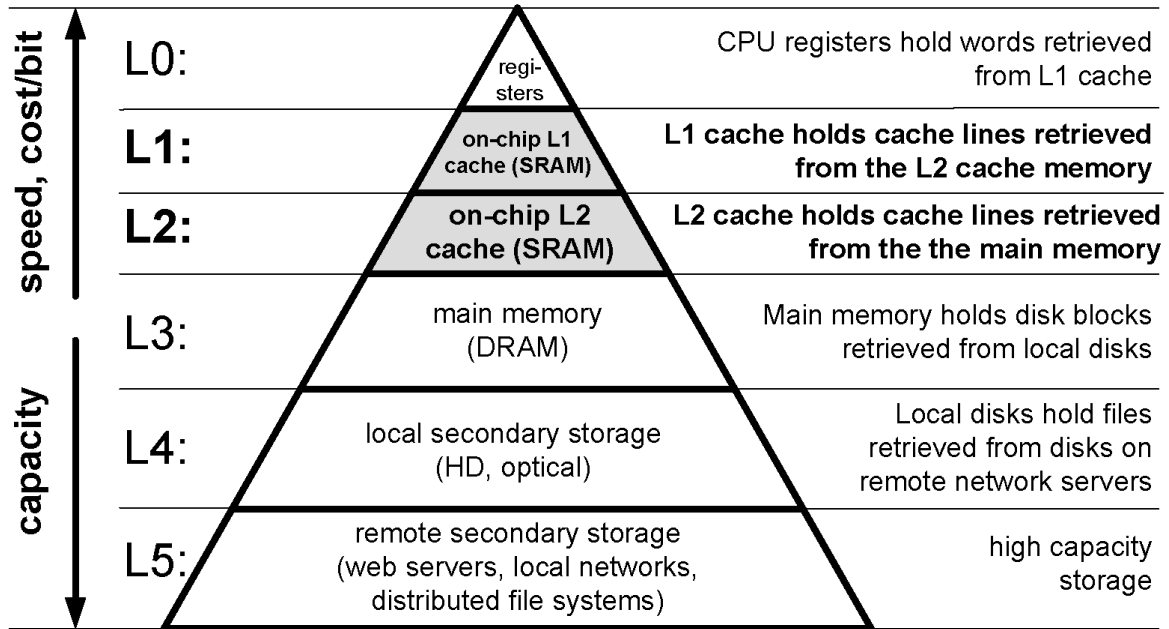 speed, cost/bit
capacity
L0:
regi-
sters
CPU registers hold words retrieved
from L1 cache
L1:
on-chip L1
cache (SRAM)
L1 cache holds cache lines retrieved
from the L2 cache memory
L2:
on-chip L2
cache (SRAM)
L2 cache holds cache lines retrieved
from the the main memory
L3:
main memory
(DRAM)
Main memory holds disk blocks
retrieved from local disks
L4:
local secondary storage
(HD, optical)
Local disks hold files
retrieved from disks on
remote network servers
L5:
remote secondary storage
(web servers, local networks,
distributed file systems)
high capacity
storage